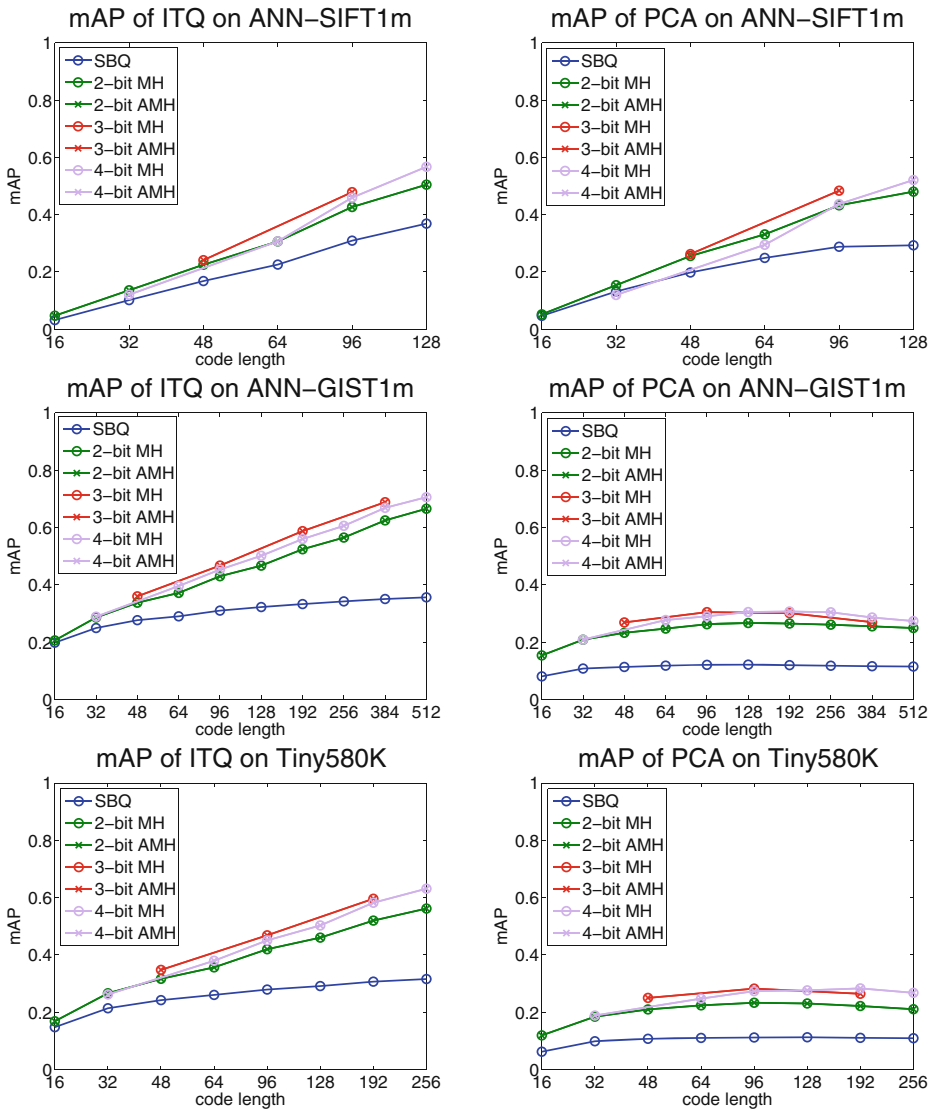 mAP of ITQ on ANN−SIFT1m
1
0.8
0.6
0.4
0.2
0
mAP
SBQ
2−bit MH
2−bit AMH
3−bit MH
3−bit AMH
4−bit MH
4−bit AMH
16 32 48 64 96 128
code length
mAP of PCA on ANN−SIFT1m
1
0.8
0.6
0.4
0.2
0
mAP
SBQ
2−bit MH
2−bit AMH
3−bit MH
3−bit AMH
4−bit MH
4−bit AMH
16 32 48 64 96 128
code length
mAP of ITQ on ANN−GIST1m
1
0.8
0.6
0.4
0.2
0
mAP
SBQ
2−bit MH
2−bit AMH
3−bit MH
3−bit AMH
4−bit MH
4−bit AMH
16 32 48 64 96 128 192 256 384 512
code length
mAP of PCA on ANN−GIST1m
1
0.8
0.6
0.4
0.2
0
mAP
SBQ
2−bit MH
2−bit AMH
3−bit MH
3−bit AMH
4−bit MH
4−bit AMH
16 32 48 64 96 128 192 256 384 512
code length
mAP of ITQ on Tiny580K
1
0.8
0.6
0.4
0.2
0
mAP
SBQ
2−bit MH
2−bit AMH
3−bit MH
3−bit AMH
4−bit MH
4−bit AMH
16 32 48 64 96 128 192 256
code length
mAP of PCA on Tiny580K
1
0.8
0.6
0.4
0.2
0
mAP
SBQ
2−bit MH
2−bit AMH
3−bit MH
3−bit AMH
4−bit MH
4−bit AMH
16 32 48 64 96 128 192 256
code length